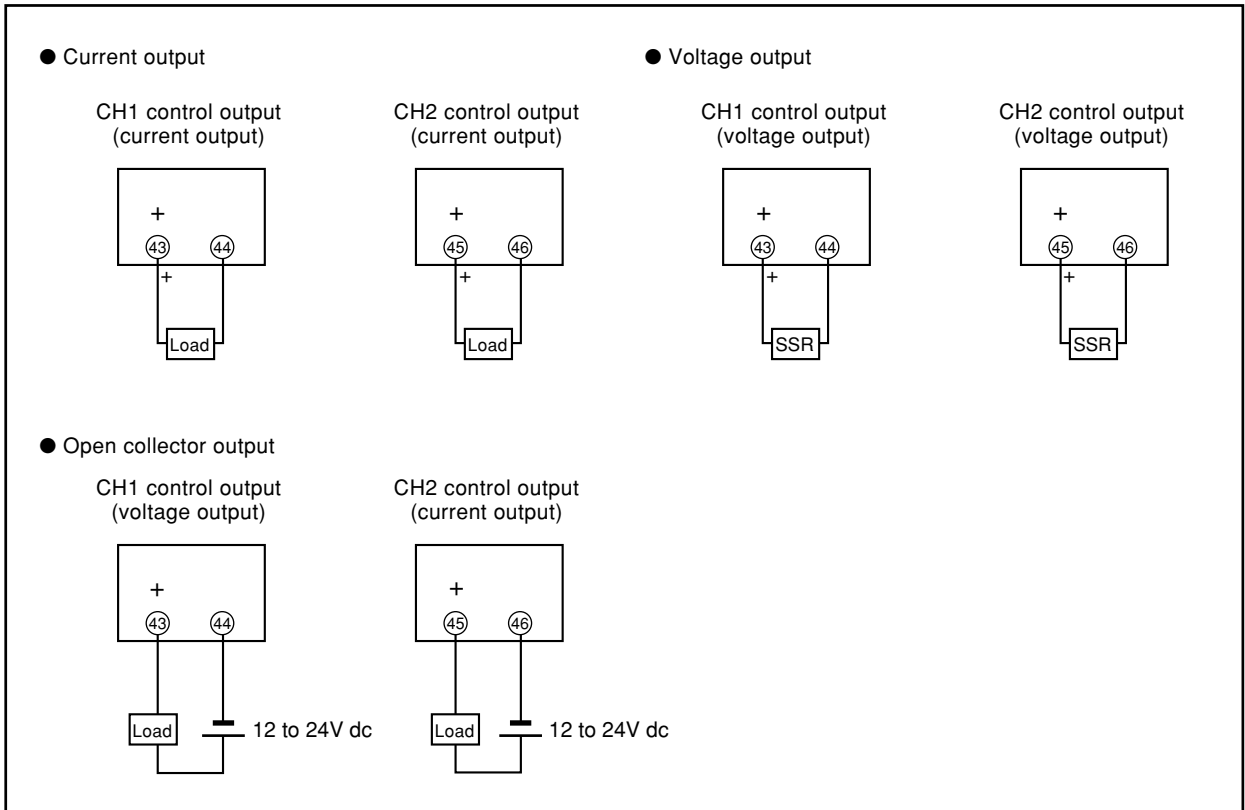 ● Current output
CH1 control output
(current output)
+
43 44
+
Load
CH2 control output
(current output)
+
45 46
+
Load
● Voltage output
CH1 control output
(voltage output)
+
43 44
+
SSR
CH2 control output
(voltage output)
+
45 46
+
SSR
● Open collector output
CH1 control output
(voltage output)
+
43 44
Load
12 to 24V dc
CH2 control output
(current output)
+
45 46
Load
12 to 24V dc